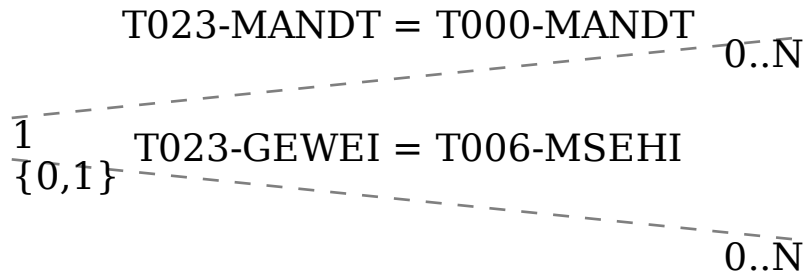 T023-MANDT = T000-MANDT
0..N
1
T023-GEWEI = T006-MSEHI
{0,1}
0..N